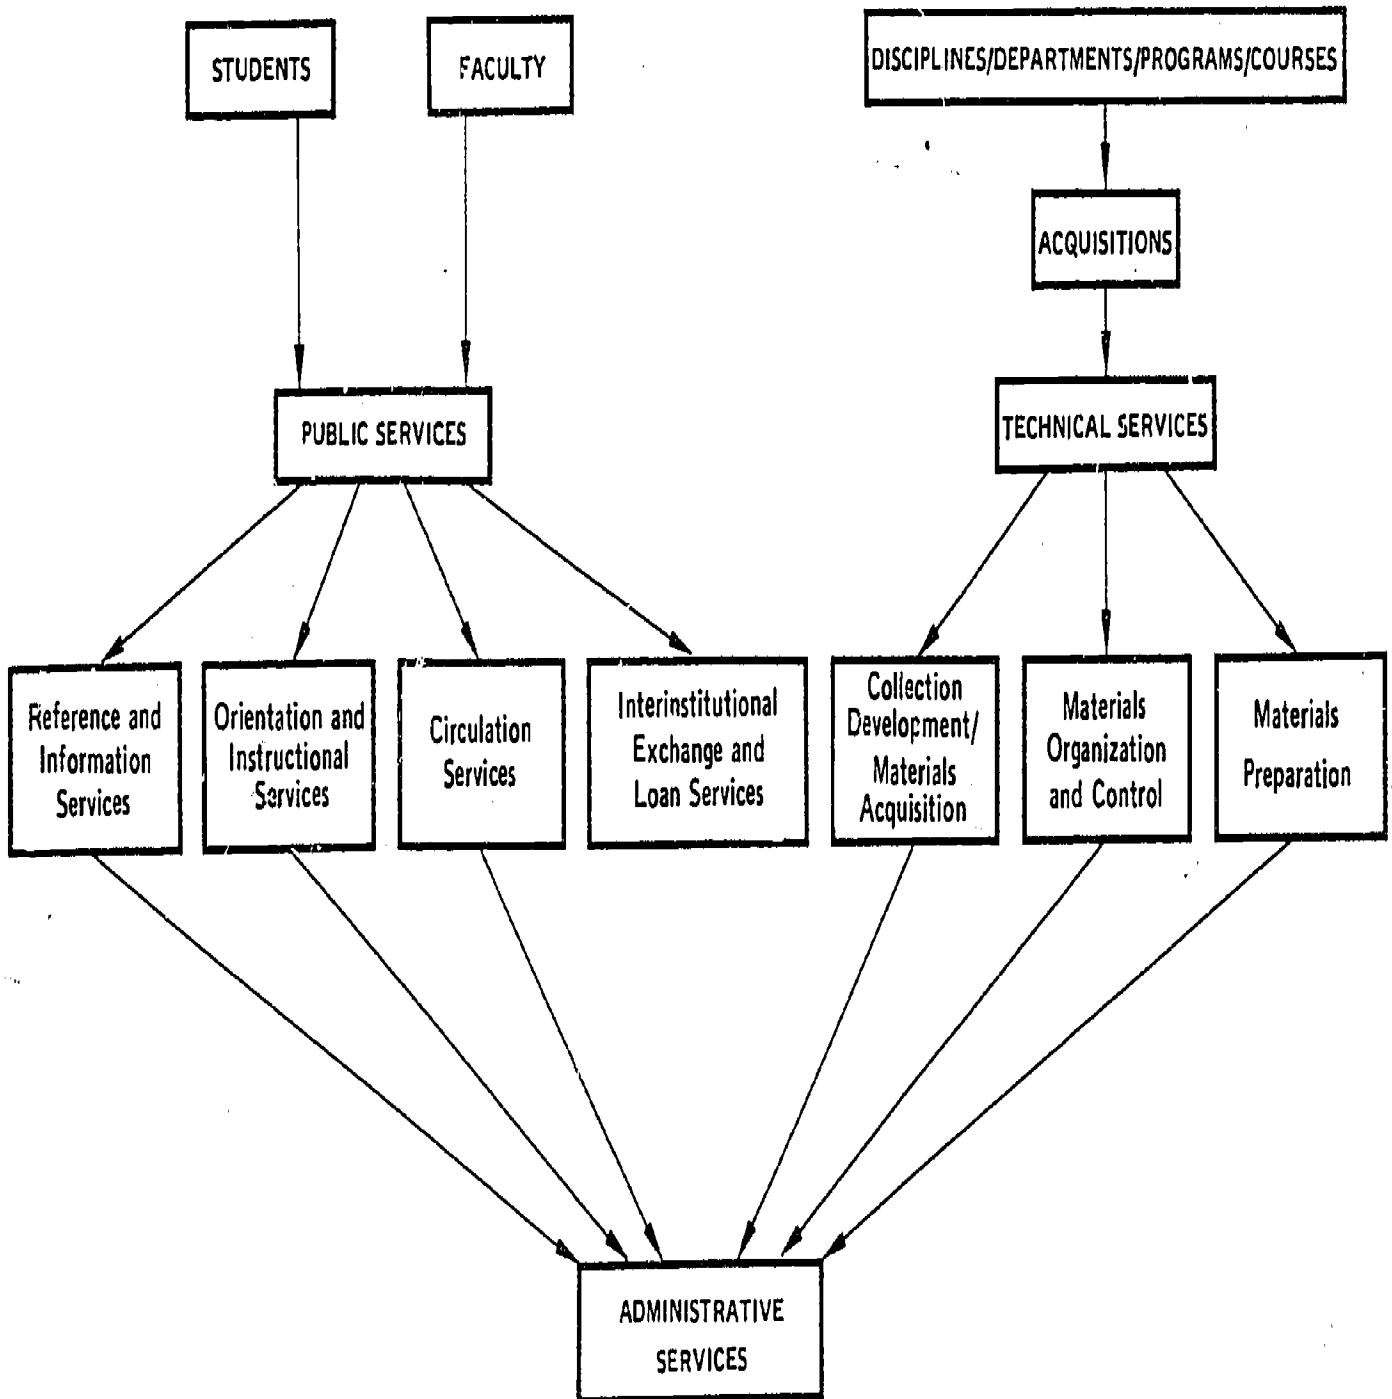 STUDENTS
FACULTY
DISCIPLINES/DEPARTMENTS/PROGRAMS/COURSES
ACQUISITIONS
PUBLIC SERVICES
TECHNICAL SERVICES
Reference and
Information
Services
Orientation and
Instructional
Services
Circulation
Services
Interinstitutional
Exchange and
Loan Services
Collection
Development/
Materials
Acquisition
Materials
Organization
and Control
Materials
Preparation
ADMINISTRATIVE
SERVICES